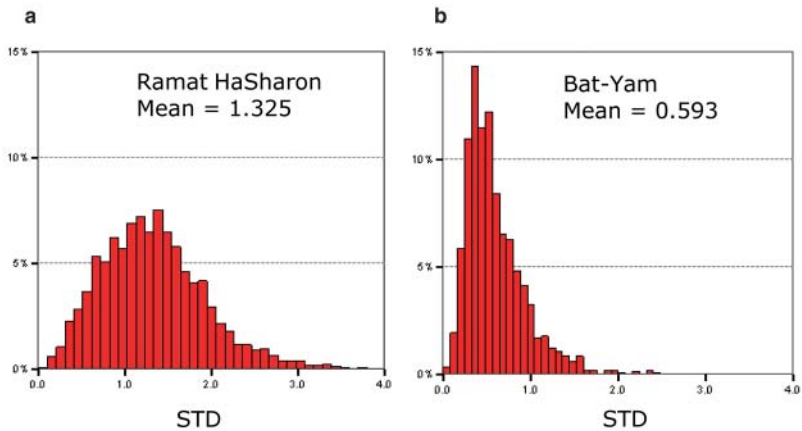 a
15%
Ramat HaSharon
Mean = 1.325
10%
5%
0%
0.0 1.0 2.0 3.0 4.0
STD
b
15%
Bat-Yam
Mean = 0.593
10%
5%
0%
0.0 1.0 2.0 3.0 4.0
STD